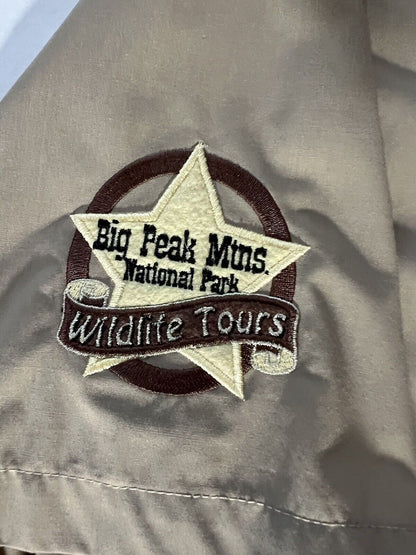 Big Peak Mtns.
National Park
Wildlife Tours